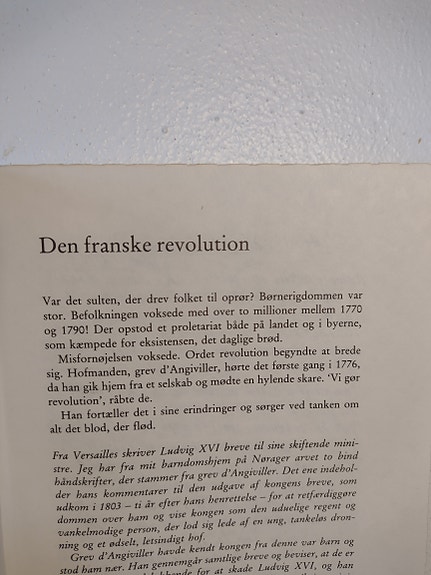 Den franske revolution
Var det sulten, der drev folket til oprør? Børnerigdommen var
stor. Befolkningen voksede med over to millioner mellem 1770
og 1790! Der opstod et proletariat både på landet og i byerne,
som kæmpede for eksistensen, det daglige brød.
Misfornøjelsen voksede. Ordet revolution begyndte at brede
sig. Hofmanden, grev d'Angiviller, hørte det første gang i 1776,
da han gik hjem fra et selskab og mødte en hylende skare. 'Vi gør
revolution', råbte de.
Han fortæller det i sine erindringer og sørger ved tanken om
alt det blod, der flød.
Fra Versailles skriver Ludvig XVI breve til sine skiftende mini-
stre. Jeg har fra mit barndomshjem på Nørager arvet to bind
håndskrifter, der stammer fra grev d'Angiviller. Det ene indehol-
der hans kommentarer til den udgave af kongens breve, som
udkom i 1803 – ti år efter hans henrettelse – for at retfærdiggøre
dommen over ham og vise kongen som den uduelige regent og
vankelmodige person, der lod sig lede af en ung, tankeløs dron-
ning og et ødselt, letsindigt hof.
Grev d'Angiviller havde kendt kongen fra denne var barn og
stod ham nær. Han gennemgår samtlige breve og beviser, at de er
for at skade Ludvig XVI, og han